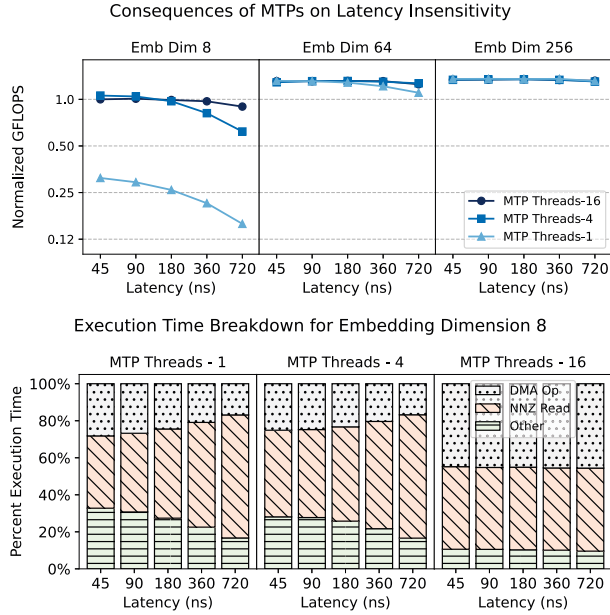 Consequences of MTPs on Latency Insensitivity
Emb Dim 8
Emb Dim 64
Emb Dim 256
Normalized GFLOPS
1.0
0.50
0.25
0.12
MTP Threads-16
MTP Threads-4
MTP Threads-1
45 90 180 360 720
45 90 180 360 720
45 90 180 360 720
Latency (ns)
Latency (ns)
Latency (ns)
Execution Time Breakdown for Embedding Dimension 8
MTP Threads - 1
MTP Threads - 4
MTP Threads - 16
Percent Execution Time
100%
80%
60%
40%
20%
0%
DMA Op
NNZ Read
Other
45 90 180 360 720
45 90 180 360 720
45 90 180 360 720
Latency (ns)
Latency (ns)
Latency (ns)